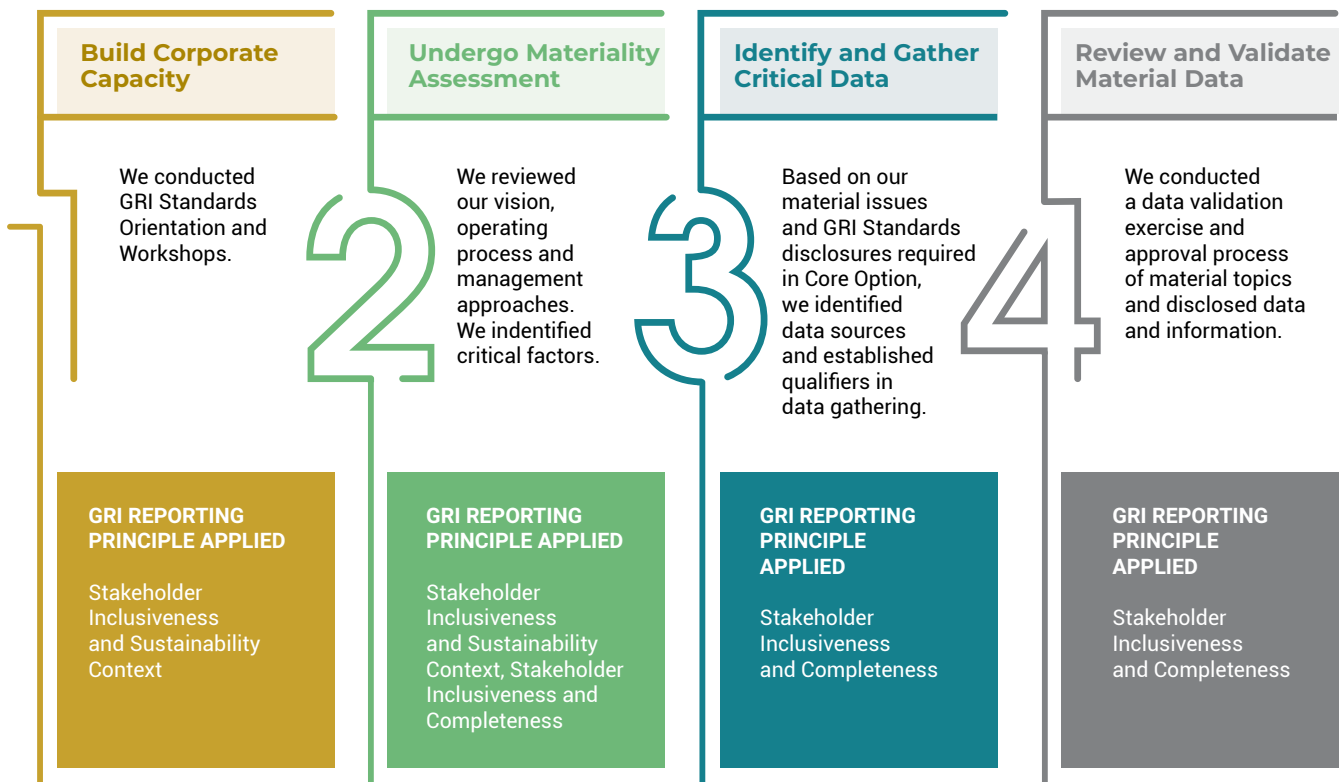 Build Corporate
Capacity
1
We conducted
GRI Standards
Orientation and
Workshops.
GRI REPORTING
PRINCIPLE APPLIED
Stakeholder
Inclusiveness
and Sustainability
Context
Undergo Materiality
Assessment
2
We reviewed
our vision,
operating
process and
management
approaches.
We indentified
critical factors.
GRI REPORTING
PRINCIPLE APPLIED
Stakeholder
Inclusiveness
and Sustainability
Context, Stakeholder
Inclusiveness and
Completeness
Identify and Gather
Critical Data
3
Based on our
material issues
and GRI Standards
disclosures required
in Core Option,
we identified
data sources
and established
qualifiers in
data gathering.
GRI REPORTING
PRINCIPLE
APPLIED
Stakeholder
Inclusiveness
and Completeness
Review and Validate
Material Data
4
We conducted
a data validation
exercise and
approval process
of material topics
and disclosed data
and information.
GRI REPORTING
PRINCIPLE
APPLIED
Stakeholder
Inclusiveness
and Completeness